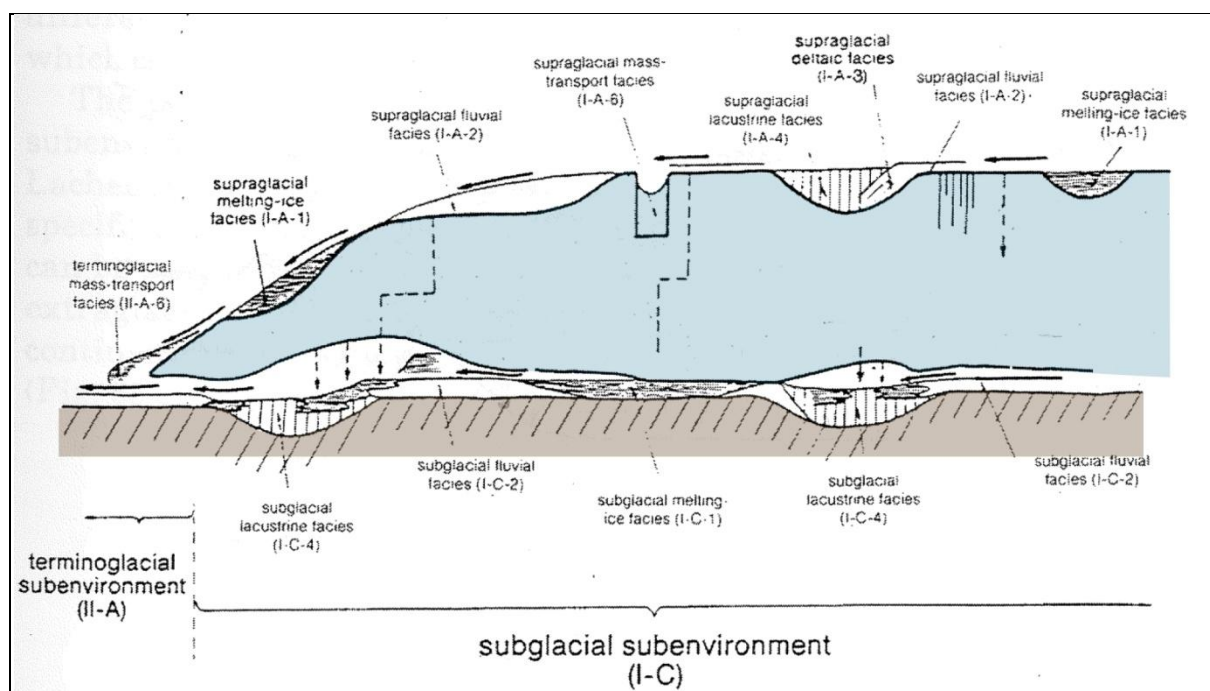 supraglacial
deltaic facies
(I-A-3)
supraglacial mass-
transport facies
(I-A-6)
supraglacial fluvial
facies (I-A-2)
supraglacial
lacustrine facies
(I-A-4)
supraglacial
melting-ice facies
(I-A-1)
supraglacial fluvial
facies (I-A-2)
supraglacial
melting-ice
facies (I-A-1)
terminoglacial
mass-transport
facies (II-A-6)
subglacial fluvial
facies (I-C-2)
subglacial fluvial
facies (I-C-2)
subglacial
lacustrine facies
(I-C-4)
subglacial melting-
ice facies (I-C-1)
subglacial
lacustrine facies
(I-C-4)
terminoglacial
subenvironment
(II-A)
subglacial subenvironment
(I-C)